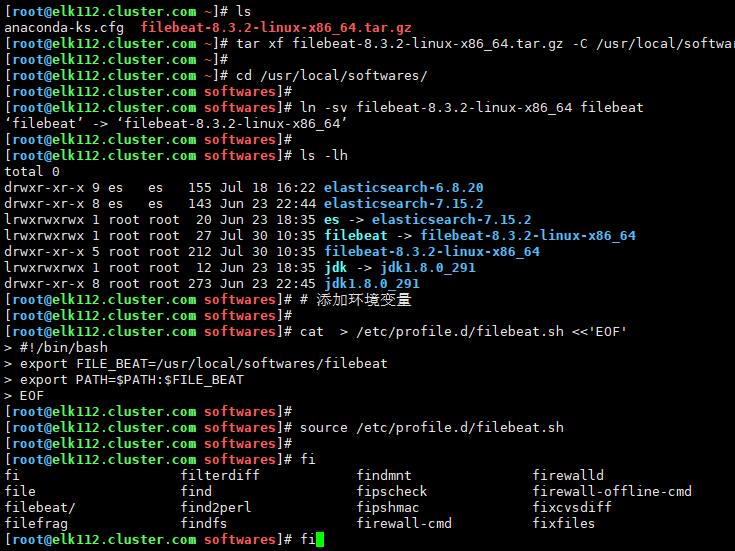 [root@elk112.cluster.com ~]# ls
anaconda-ks.cfg  filebeat-8.3.2-linux-x86_64.tar.gz
[root@elk112.cluster.com ~]# tar xf filebeat-8.3.2-linux-x86_64.tar.gz -C /usr/local/softwar
[root@elk112.cluster.com ~]#
[root@elk112.cluster.com ~]# cd /usr/local/softwares/
[root@elk112.cluster.com softwares]#
[root@elk112.cluster.com softwares]# ln -sv filebeat-8.3.2-linux-x86_64 filebeat
‘filebeat’ -> ‘filebeat-8.3.2-linux-x86_64’
[root@elk112.cluster.com softwares]#
[root@elk112.cluster.com softwares]# ls -lh
total 0
drwxr-xr-x 9 es   es   155 Jul 18 16:22 elasticsearch-6.8.20
drwxr-xr-x 8 es   es   143 Jun 23 22:44 elasticsearch-7.15.2
lrwxrwxrwx 1 root root  20 Jun 23 18:35 es -> elasticsearch-7.15.2
lrwxrwxrwx 1 root root  27 Jul 30 10:35 filebeat -> filebeat-8.3.2-linux-x86_64
drwxr-xr-x 5 root root 212 Jul 30 10:35 filebeat-8.3.2-linux-x86_64
lrwxrwxrwx 1 root root  12 Jun 23 18:35 jdk -> jdk1.8.0_291
drwxr-xr-x 8 root root 273 Jun 23 22:45 jdk1.8.0_291
[root@elk112.cluster.com softwares]# # 添加环境变量
[root@elk112.cluster.com softwares]#
[root@elk112.cluster.com softwares]# cat  > /etc/profile.d/filebeat.sh <<'EOF'
> #!/bin/bash
> export FILE_BEAT=/usr/local/softwares/filebeat
> export PATH=$PATH:$FILE_BEAT
> EOF
[root@elk112.cluster.com softwares]#
[root@elk112.cluster.com softwares]# source /etc/profile.d/filebeat.sh
[root@elk112.cluster.com softwares]#
[root@elk112.cluster.com softwares]# fi
fi                    filterdiff            findmnt               firewalld
file                  find                  fipscheck             firewall-offline-cmd
filebeat/             find2perl             fipshmac              fixcvsdiff
filefrag              findfs                firewall-cmd          fixfiles
[root@elk112.cluster.com softwares]# fi